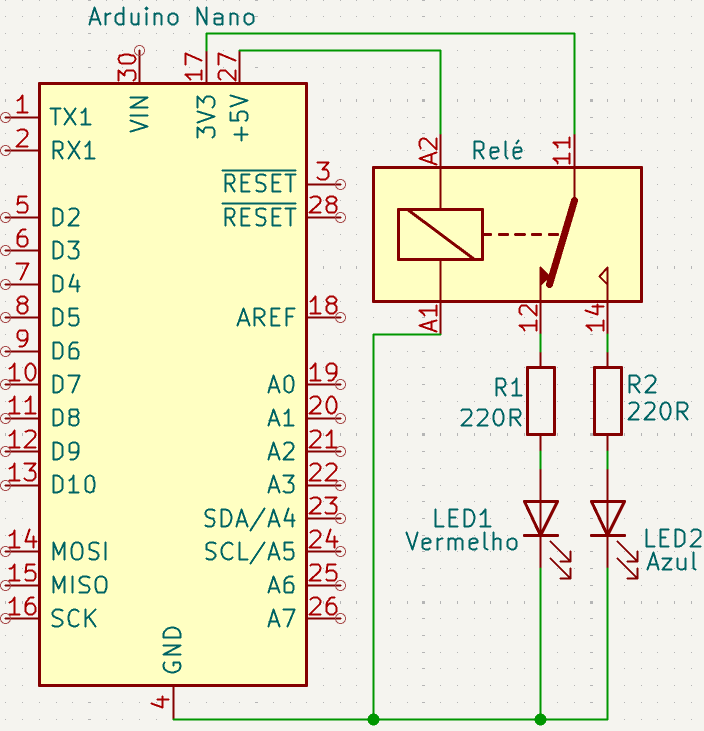 Arduino Nano
30
17
27
VIN
3V3
+5V
1
TX1
2
RX1
3
RESET
28
RESET
5
D2
6
D3
7
D4
8
D5
18
AREF
9
D6
10
D7
19
A0
11
D8
20
A1
12
D9
21
A2
13
D10
22
A3
23
SDA/A4
14
MOSI
24
SCL/A5
15
MISO
25
A6
16
SCK
26
A7
GND
4
A2
Relé
11
A1
12
14
R1
220R
R2
220R
LED1
Vermelho
LED2
Azul